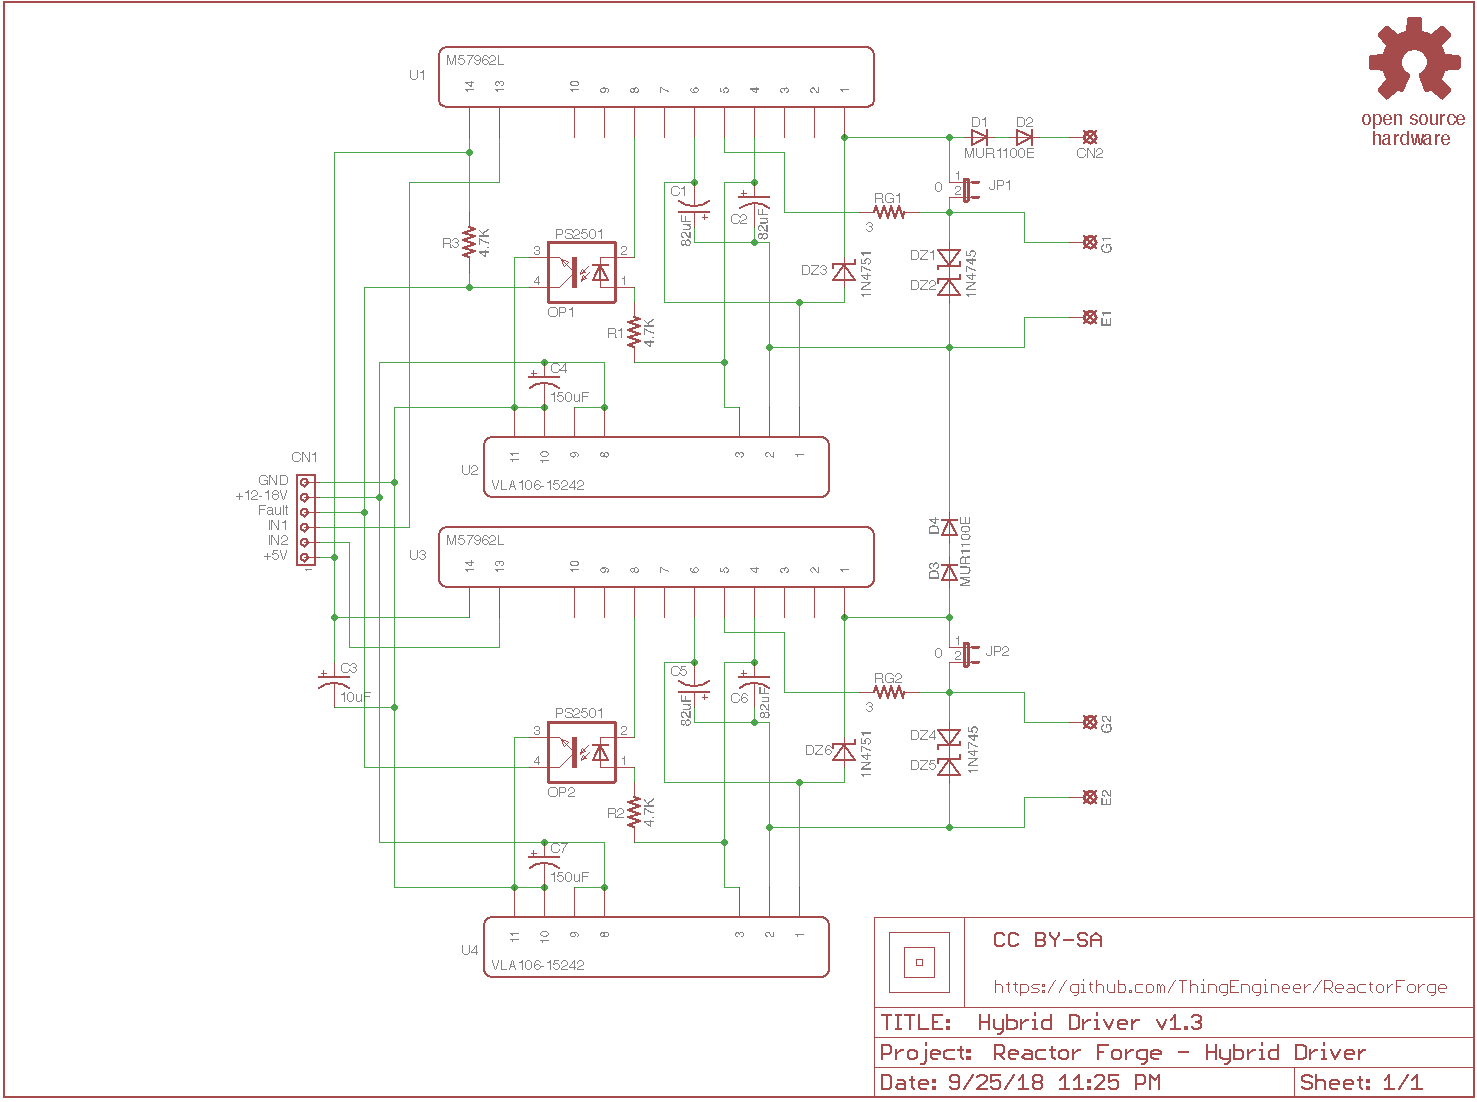 M57962L
U1
14 13 10 9 8 7 6 5 4 3 2 1
open source
hardware
D1 D2
MUR1100E
CN2
1
2
0
JP1
C1
82uF
+
+
C2
82uF
RG1
3
G1
R3
4.7K
PS2501
3
4
2
1
OP1
DZ3
1N4751
DZ1
DZ2
1N4745
R1
4.7K
E1
+
C4
150uF
11 10 9 8 3 2 1
U2
VLA106-15242
CN1
GND
+12-18V
Fault
IN1
IN2
+5V
1
D4
D3
MUR1100E
M57962L
U3
14 13 10 9 8 7 6 5 4 3 2 1
1
2
0
JP2
+
C3
10uF
C5
82uF
+
+
C6
82uF
RG2
3
G2
PS2501
3
4
2
1
OP2
DZ6
1N4751
DZ4
DZ5
1N4745
R2
4.7K
E2
+
C7
150uF
11 10 9 8 3 2 1
U4
VLA106-15242
CC BY-SA
https://github.com/ThingEngineer/ReactorForge
TITLE: Hybrid Driver v1.3
Project: Reactor Forge - Hybrid Driver
Date: 9/25/18 11:25 PM
Sheet: 1/1